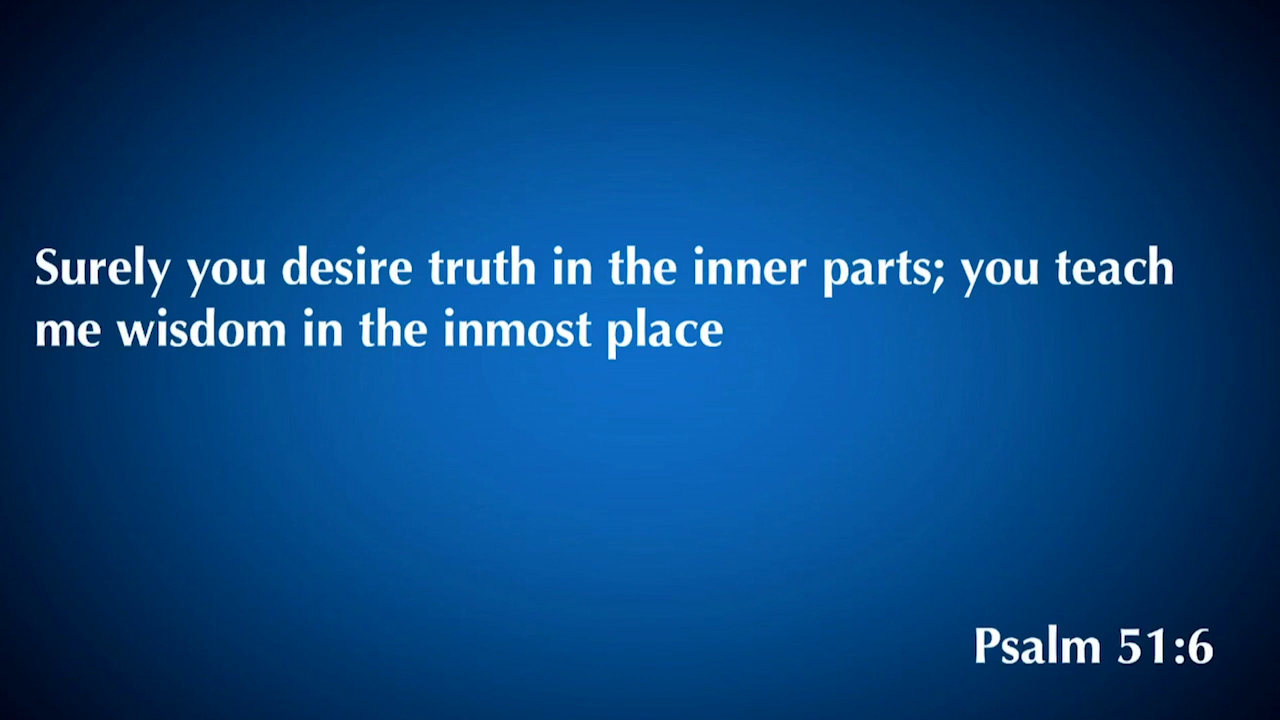 Surely you desire truth in the inner parts; you teach
me wisdom in the inmost place
Psalm 51:6